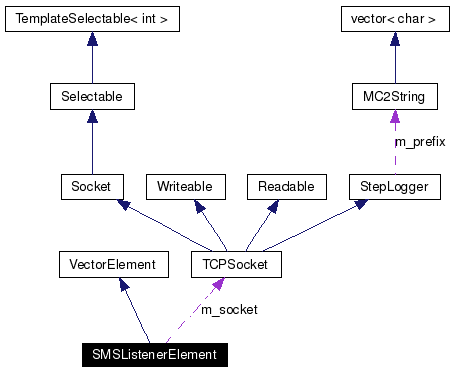 TemplateSelectable< int >
vector< char >
Selectable
MC2String
m_prefix
Socket
Writeable
Readable
StepLogger
VectorElement
TCPSocket
m_socket
SMSListenerElement